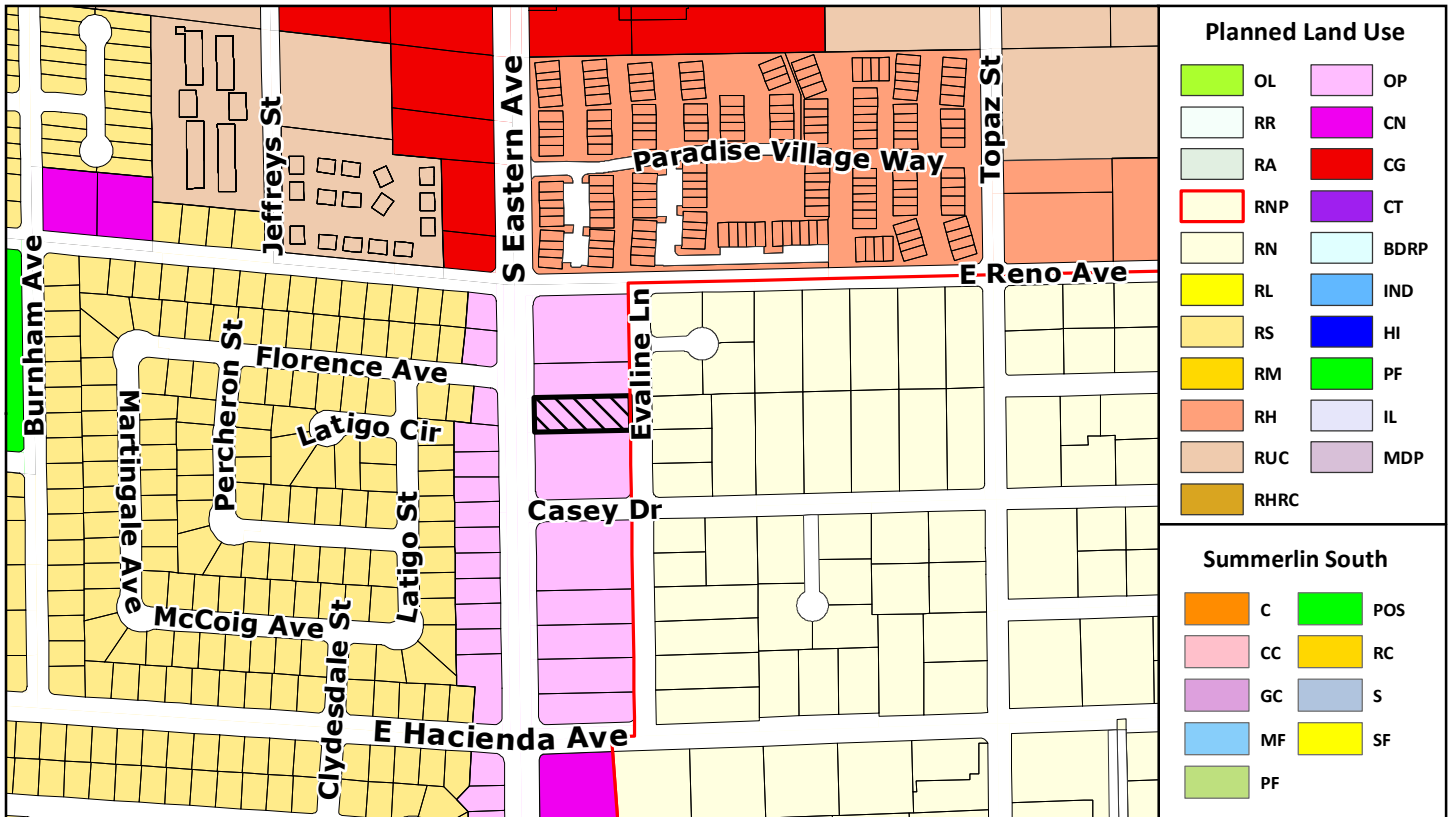 Planned Land Use
OL
OP
RR
CN
RA
CG
RNP
CT
RN
BDRP
RL
IND
RS
HI
RM
PF
RH
IL
RUC
MDP
RHRC
Summerlin South
C
POS
CC
RC
GC
S
MF
SF
PF
Jeffreys St
S Eastern Ave
Topaz St
Paradise Village Way
E Reno Ave
Burnham Ave
Percheron St
Florence Ave
Evaline Ln
Martingale Ave
Latigo Cir
Latigo St
Casey Dr
McCoig Ave
Clydesdale St
E Hacienda Ave